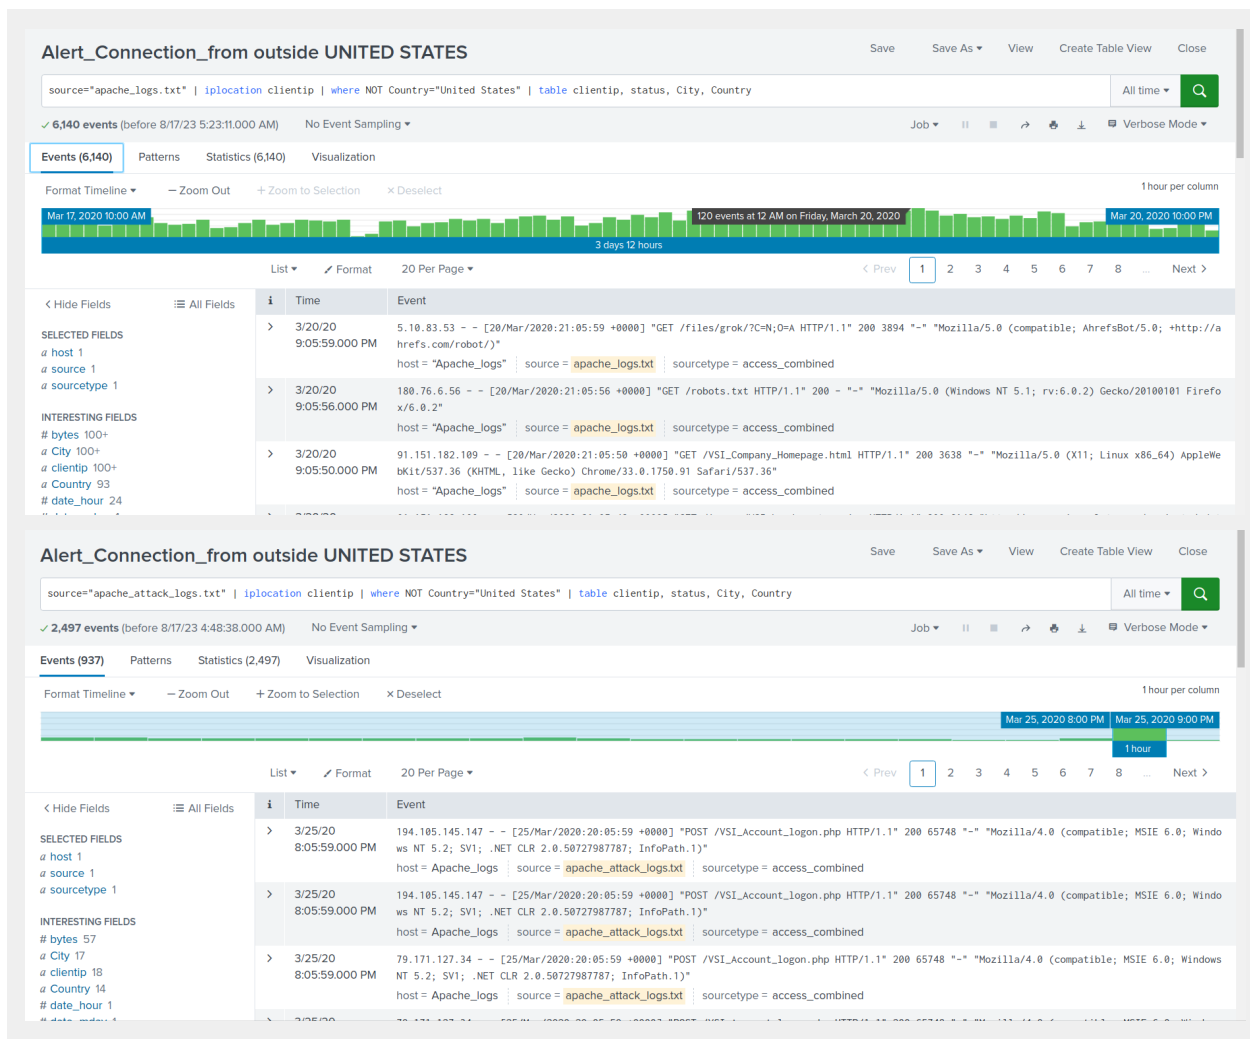 Alert_Connection_from outside UNITED STATES
Save Save As ▾ View Create Table View Close
source="apache_logs.txt" | iplocation clientip | where NOT Country="United States" | table clientip, status, City, Country
All time ▾
✓ 6,140 events (before 8/17/23 5:23:11.000 AM) No Event Sampling ▾
Job ▾ Verbose Mode ▾
Events (6,140) Patterns Statistics (6,140) Visualization
Format Timeline ▾ — Zoom Out + Zoom to Selection × Deselect
1 hour per column
Mar 17, 2020 10:00 AM
120 events at 12 AM on Friday, March 20, 2020
Mar 20, 2020 10:00 PM
3 days 12 hours
List ▾ Format 20 Per Page ▾
< Prev 1 2 3 4 5 6 7 8 ... Next >
< Hide Fields All Fields
i Time Event
SELECTED FIELDS
a host 1
a source 1
a sourcetype 1
INTERESTING FIELDS
# bytes 100+
a City 100+
a clientip 100+
a Country 93
# date_hour 24
> 3/20/20
9:05:59.000 PM
5.10.83.53 - - [20/Mar/2020:21:05:59 +0000] "GET /files/grok/?C=N;O=A HTTP/1.1" 200 3894 "-" "Mozilla/5.0 (compatible; AhrefsBot/5.0; +http://a
hrefs.com/robot/)"
host = "Apache_logs" source = apache_logs.txt sourcetype = access_combined
> 3/20/20
9:05:56.000 PM
180.76.6.56 - - [20/Mar/2020:21:05:56 +0000] "GET /robots.txt HTTP/1.1" 200 - "-" "Mozilla/5.0 (Windows NT 5.1; rv:6.0.2) Gecko/20100101 Firefo
x/6.0.2"
host = "Apache_logs" source = apache_logs.txt sourcetype = access_combined
> 3/20/20
9:05:50.000 PM
91.151.182.109 - - [20/Mar/2020:21:05:50 +0000] "GET /VSI_Company_Homepage.html HTTP/1.1" 200 3638 "-" "Mozilla/5.0 (X11; Linux x86_64) AppleWe
bKit/537.36 (KHTML, like Gecko) Chrome/33.0.1750.91 Safari/537.36"
host = "Apache_logs" source = apache_logs.txt sourcetype = access_combined
Alert_Connection_from outside UNITED STATES
Save Save As ▾ View Create Table View Close
source="apache_attack_logs.txt" | iplocation clientip | where NOT Country="United States" | table clientip, status, City, Country
All time ▾
✓ 2,497 events (before 8/17/23 4:48:38.000 AM) No Event Sampling ▾
Job ▾ Verbose Mode ▾
Events (937) Patterns Statistics (2,497) Visualization
Format Timeline ▾ — Zoom Out + Zoom to Selection × Deselect
1 hour per column
Mar 25, 2020 8:00 PM
Mar 25, 2020 9:00 PM
1 hour
List ▾ Format 20 Per Page ▾
< Prev 1 2 3 4 5 6 7 8 ... Next >
< Hide Fields All Fields
i Time Event
SELECTED FIELDS
a host 1
a source 1
a sourcetype 1
INTERESTING FIELDS
# bytes 57
a City 17
a clientip 18
a Country 14
# date_hour 1
> 3/25/20
8:05:59.000 PM
194.105.145.147 - - [25/Mar/2020:20:05:59 +0000] "POST /VSI_Account_logon.php HTTP/1.1" 200 65748 "-" "Mozilla/4.0 (compatible; MSIE 6.0; Windo
ws NT 5.2; SV1; .NET CLR 2.0.50727987787; InfoPath.1)"
host = Apache_logs source = apache_attack_logs.txt sourcetype = access_combined
> 3/25/20
8:05:59.000 PM
194.105.145.147 - - [25/Mar/2020:20:05:59 +0000] "POST /VSI_Account_logon.php HTTP/1.1" 200 65748 "-" "Mozilla/4.0 (compatible; MSIE 6.0; Windo
ws NT 5.2; SV1; .NET CLR 2.0.50727987787; InfoPath.1)"
host = Apache_logs source = apache_attack_logs.txt sourcetype = access_combined
> 3/25/20
8:05:59.000 PM
79.171.127.34 - - [25/Mar/2020:20:05:59 +0000] "POST /VSI_Account_logon.php HTTP/1.1" 200 65748 "-" "Mozilla/4.0 (compatible; MSIE 6.0; Windows
NT 5.2; SV1; .NET CLR 2.0.50727987787; InfoPath.1)"
host = Apache_logs source = apache_attack_logs.txt sourcetype = access_combined